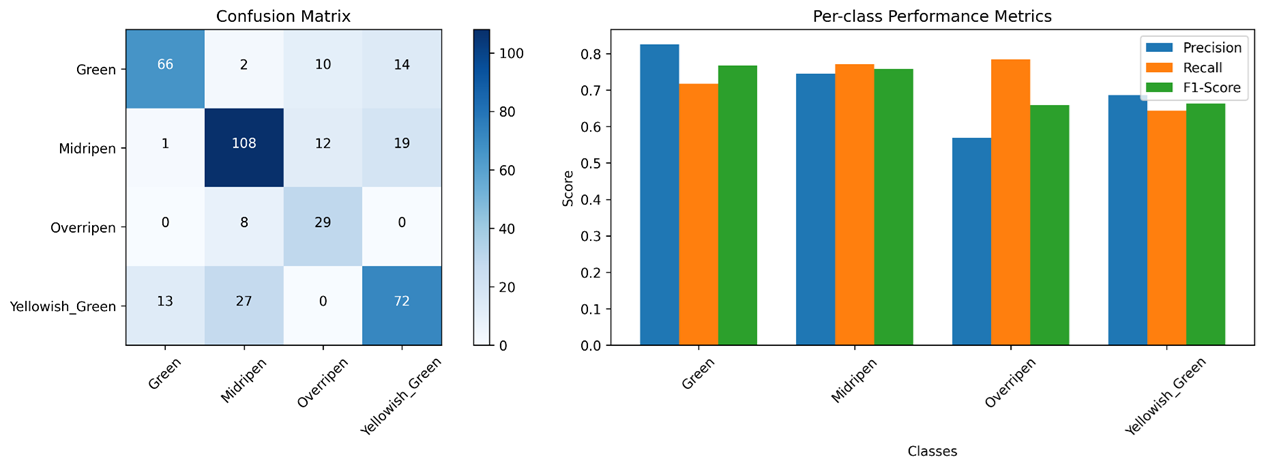 Confusion Matrix
Green 66 2 10 14
Midripen 1 108 12 19
Overripen 0 8 29 0
Yellowish_Green 13 27 0 72
Green Midripen Overripen Yellowish_Green
100
80
60
40
20
0
Per-class Performance Metrics
Precision
Recall
F1-Score
0.8
0.7
0.6
0.5
0.4
0.3
0.2
0.1
0.0
Score
Green Midripen Overripen Yellowish_Green
Classes